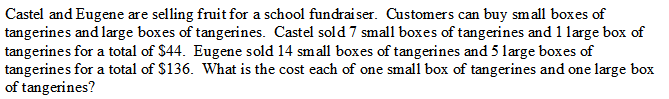 Castel and Eugene are selling fruit for a school fundraiser.  Customers can buy small boxes of
tangerines and large boxes of tangerines.  Castel sold 7 small boxes of tangerines and 1 large box of
tangerines for a total of $44.  Eugene sold 14 small boxes of tangerines and 5 large boxes of
tangerines for a total of $136.  What is the cost each of one small box of tangerines and one large box
of tangerines?